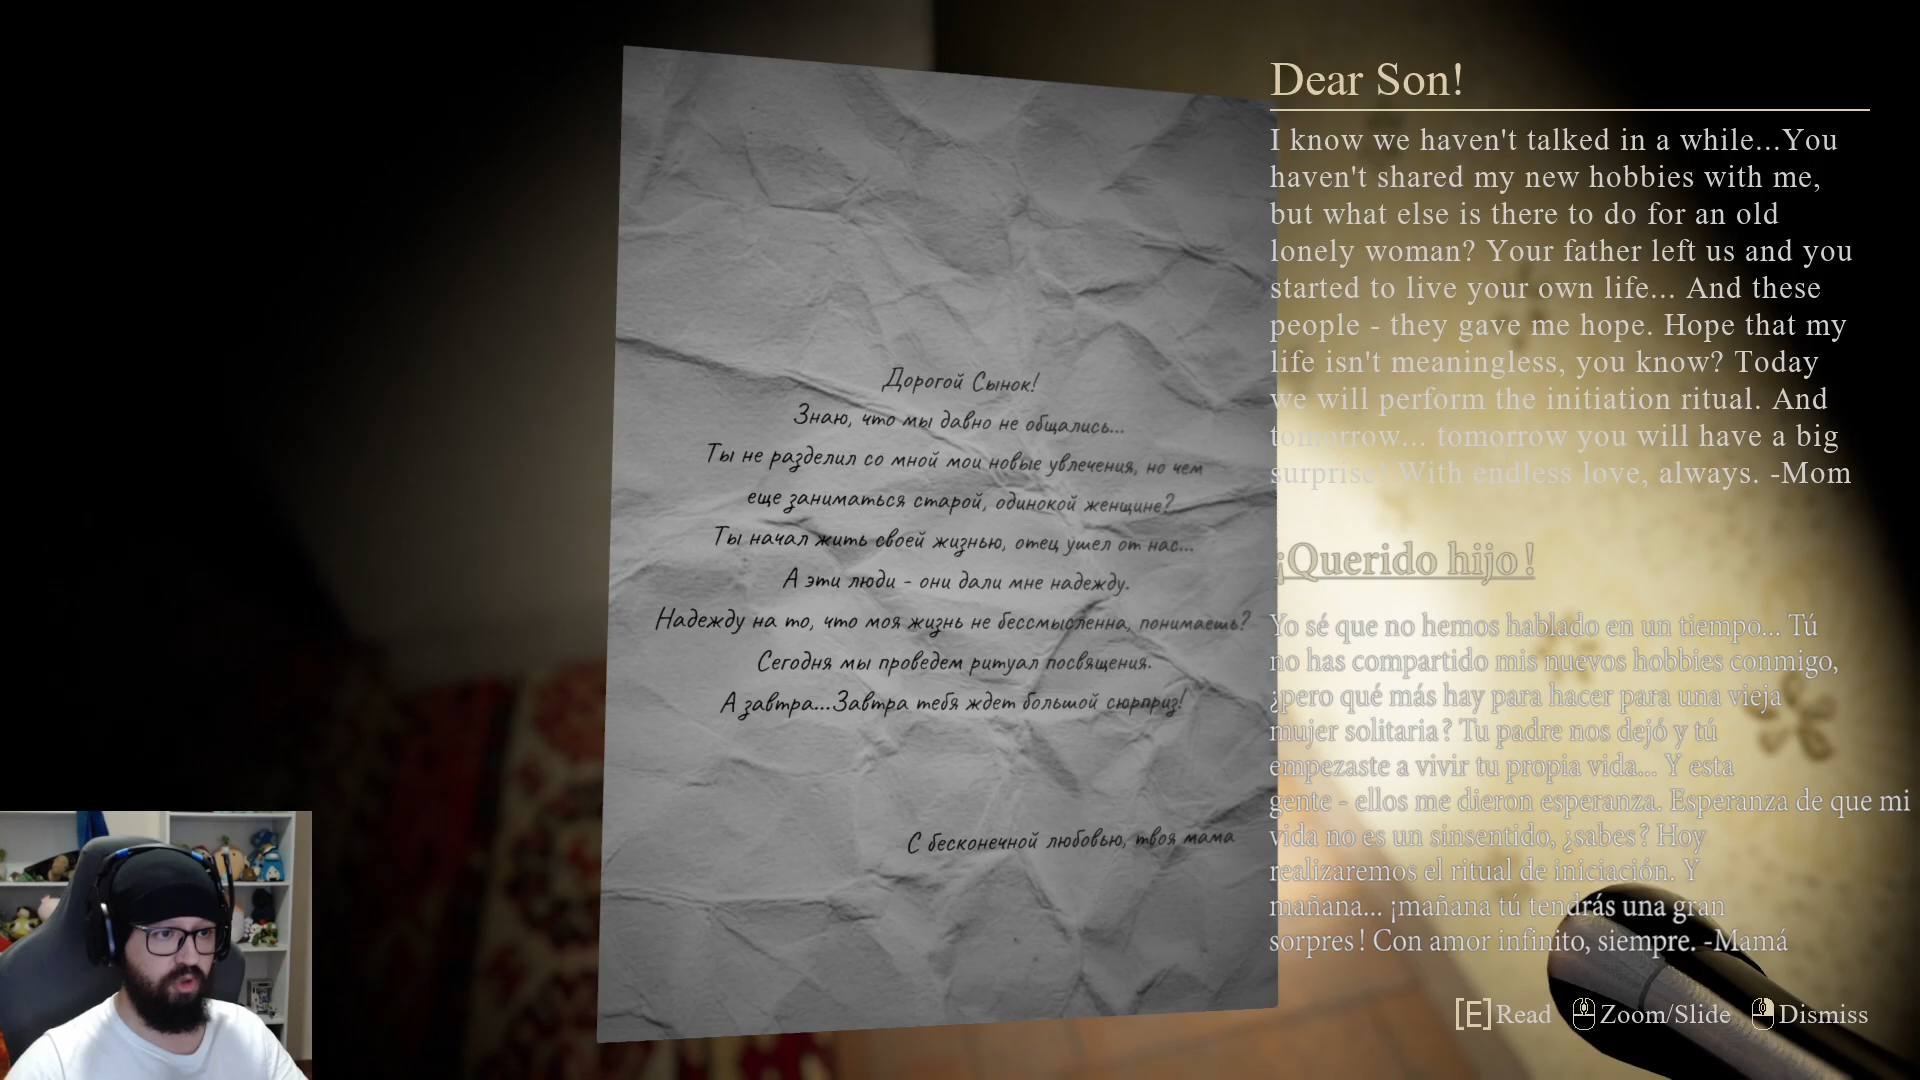 Дорогой Сынок!
Знаю, что мы давно не общались...
Ты не разделил со мной мои новые увлечения, но чем
еще заниматься старой, одинокой женщине?
Ты начал жить своей жизнью, отец ушел от нас...
А эти люди - они дали мне надежду.
Надежду на то, что моя жизнь не бессмысленна, понимаешь?
Сегодня мы проведем ритуал посвящения.
А завтра...Завтра тебя ждет большой сюрприз!
С бесконечной любовью, твоя мама
Dear Son!
I know we haven't talked in a while...You
haven't shared my new hobbies with me,
but what else is there to do for an old
lonely woman? Your father left us and you
started to live your own life... And these
people - they gave me hope. Hope that my
life isn't meaningless, you know? Today
we will perform the initiation ritual. And
tomorrow... tomorrow you will have a big
surprise! With endless love, always. -Mom
¡Querido hijo!
Yo sé que no hemos hablado en un tiempo... Tú
no has compartido mis nuevos hobbies conmigo,
¿pero qué más hay para hacer para una vieja
mujer solitaria? Tu padre nos dejó y tú
empezaste a vivir tu propia vida... Y esta
gente - ellos me dieron esperanza. Esperanza de que mi
vida no es un sinsentido, ¿sabes? Hoy
realizaremos el ritual de iniciación. Y
mañana... ¡mañana tú tendrás una gran
sorpres! Con amor infinito, siempre. -Mamá
[E] Read Zoom/Slide Dismiss